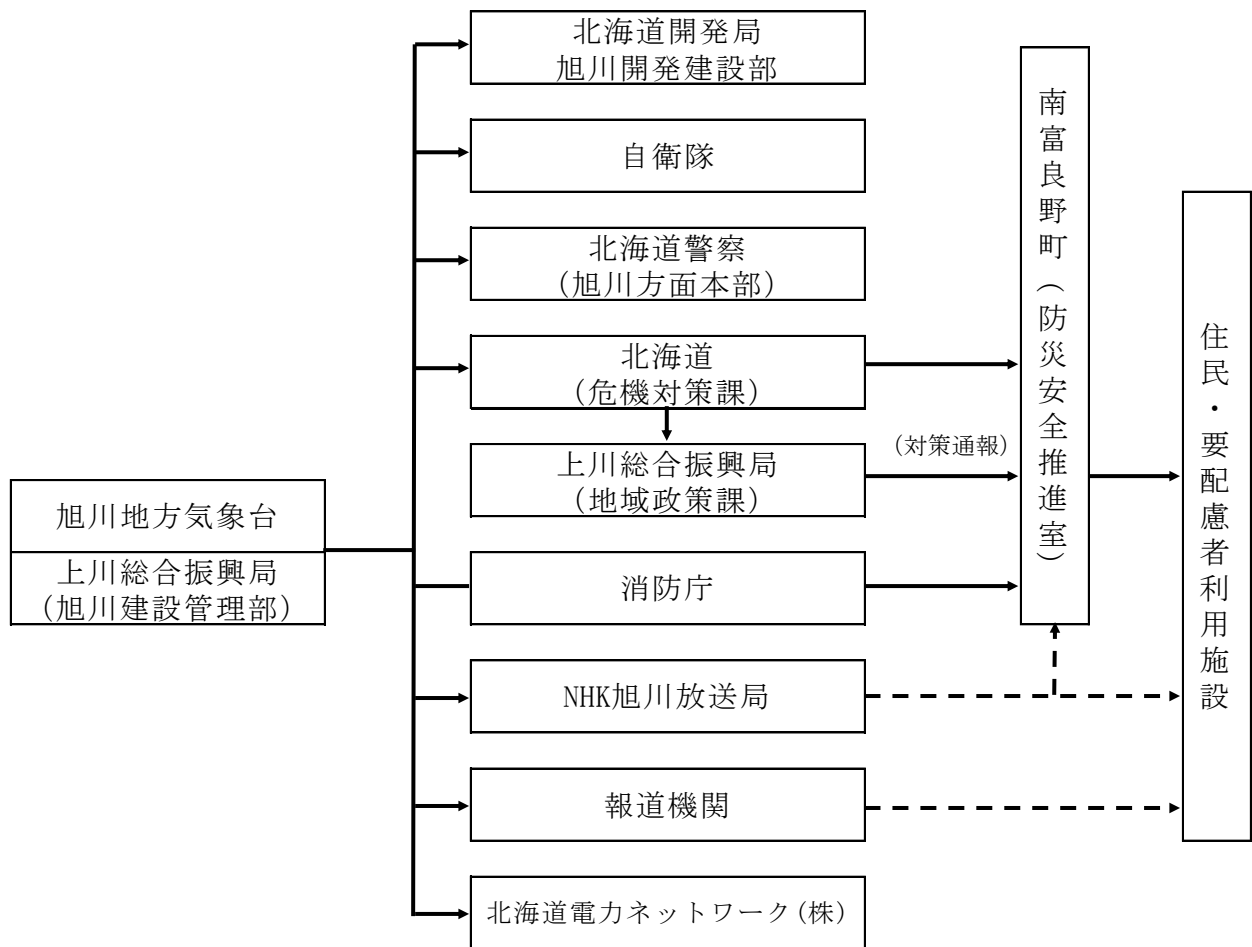 北海道開発局
旭川開発建設部
自衛隊
北海道警察
(旭川方面本部)
北海道
(危機対策課)
上川総合振興局
(地域政策課)
(対策通報)
旭川地方気象台
上川総合振興局
(旭川建設管理部)
消防庁
NHK旭川放送局
報道機関
北海道電力ネットワーク(株)
南富良野町(防災安全推進室)
住民・要配慮者利用施設